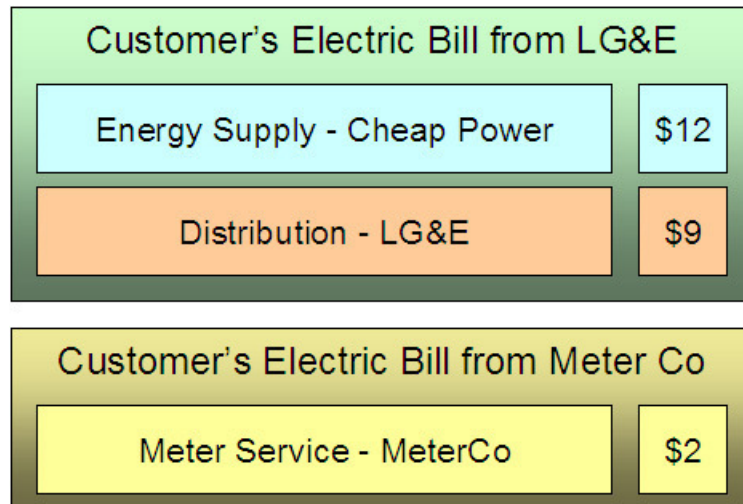 Customer's Electric Bill from LG&E
Energy Supply - Cheap Power $12
Distribution - LG&E $9
Customer's Electric Bill from Meter Co
Meter Service - MeterCo $2